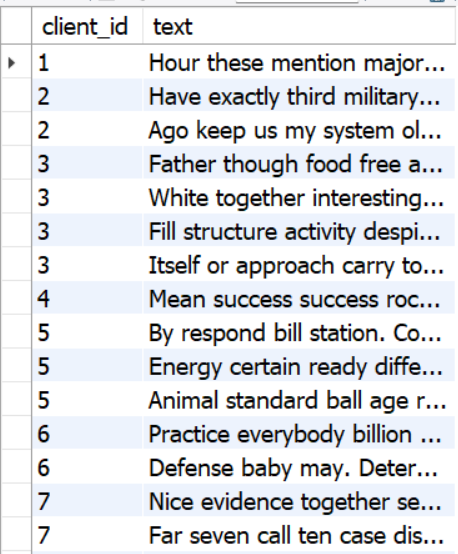 client_id text
1 Hour these mention major...
2 Have exactly third military...
2 Ago keep us my system ol...
3 Father though food free a...
3 White together interesting...
3 Fill structure activity despi...
3 Itself or approach carry to...
4 Mean success success roc...
5 By respond bill station. Co...
5 Energy certain ready diffe...
5 Animal standard ball age r...
6 Practice everybody billion ...
6 Defense baby may. Deter...
7 Nice evidence together se...
7 Far seven call ten case dis...